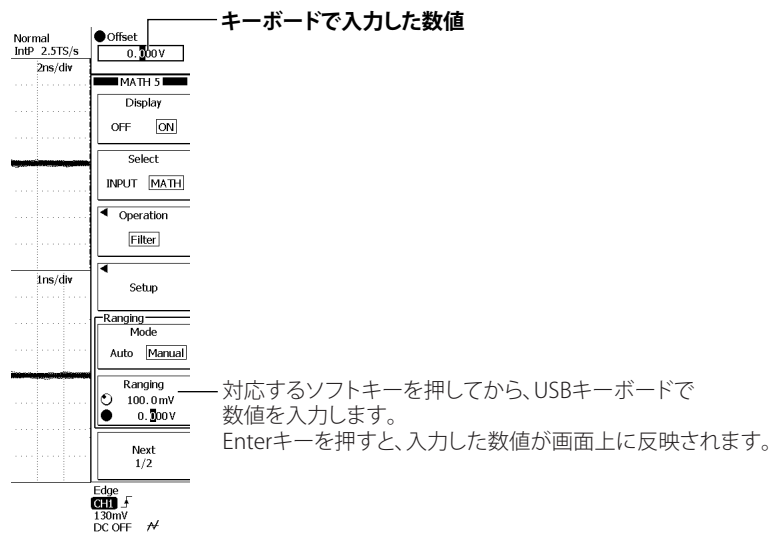 キーボードで入力した数値
Normal
IntP 2.5TS/s
2ns/div
Offset
0.000V
MATH 5
Display
OFF ON
Select
INPUT MATH
Operation
Filter
1ns/div
Setup
Ranging
Mode
Auto Manual
Ranging
100.0mV
0.000V
対応するソフトキーを押してから、USBキーボードで
数値を入力します。
Enterキーを押すと、入力した数値が画面上に反映されます。
Next
1/2
Edge
CH1
130mV
DC OFF